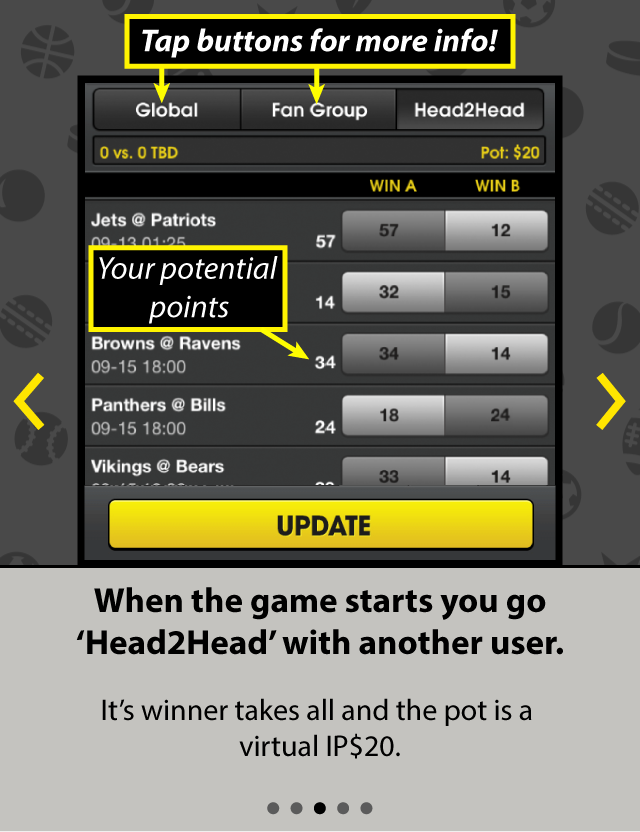 Tap buttons for more info!
Global Fan Group Head2Head
0 vs. 0 TBD Pot: $20
WIN A WIN B
Jets @ Patriots
09-13 01:25 57 57 12
Your potential
points
14 32 15
Browns @ Ravens
09-15 18:00 34 34 14
Panthers @ Bills
09-15 18:00 24 18 24
Vikings @ Bears
33 14
UPDATE
When the game starts you go
‘Head2Head’ with another user.
It’s winner takes all and the pot is a
virtual IP$20.